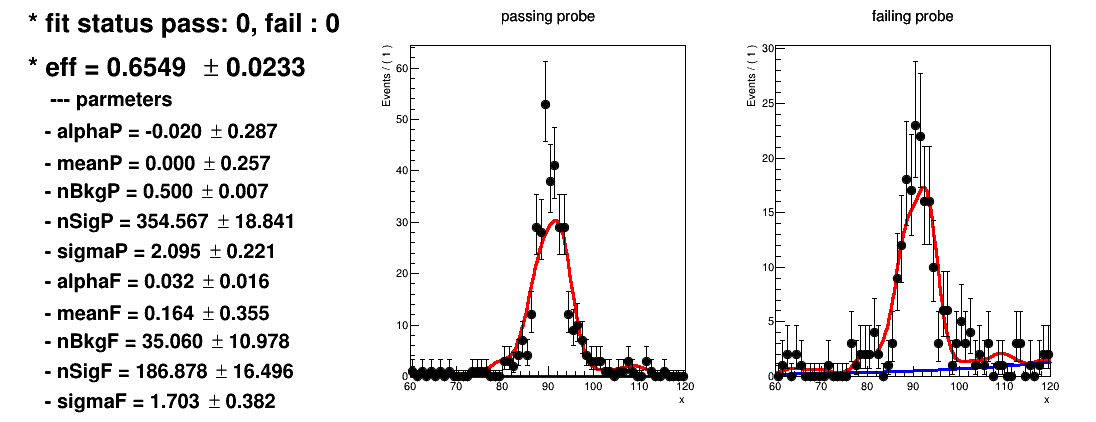 * fit status pass: 0, fail : 0
* eff = 0.6549 ± 0.0233
--- parmeters
- alphaP = -0.020 ± 0.287
- meanP = 0.000 ± 0.257
- nBkgP = 0.500 ± 0.007
- nSigP = 354.567 ± 18.841
- sigmaP = 2.095 ± 0.221
- alphaF = 0.032 ± 0.016
- meanF = 0.164 ± 0.355
- nBkgF = 35.060 ± 10.978
- nSigF = 186.878 ± 16.496
- sigmaF = 1.703 ± 0.382
passing probe
Events / ( 1 )
60
50
40
30
20
10
0
60 70 80 90 100 110 120
x
failing probe
Events / ( 1 )
30
25
20
15
10
5
0
60 70 80 90 100 110 120
x